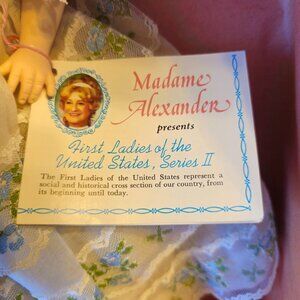 Madame
Alexander
presents
First Ladies of the
United States, Series II
The First Ladies of the United States represent a
social and historical cross section of our country, from
its beginning until today.